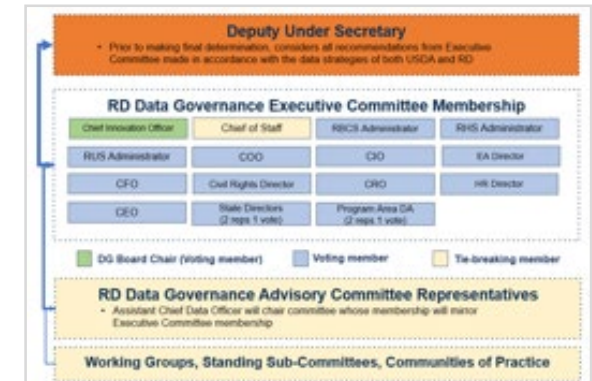 Deputy Under Secretary
• Prior to making final determination, considers all recommendations from Executive
Committee made in accordance with the data strategies of both USDA and RD
RD Data Governance Executive Committee Membership
Chief Innovation Officer
Chief of Staff
RBCS Administrator
RHS Administrator
RUS Administrator
COO
CIO
EA Director
CFO
Civil Rights Director
CRO
HR Director
CEO
State Directors
(2 reps 1 vote)
Program Area DA
(2 reps 1 vote)
DG Board Chair (Voting member)
Voting member
Tie-breaking member
RD Data Governance Advisory Committee Representatives
• Assistant Chief Data Officer will chair committee whose membership will mirror
Executive Committee membership
Working Groups, Standing Sub-Committees, Communities of Practice